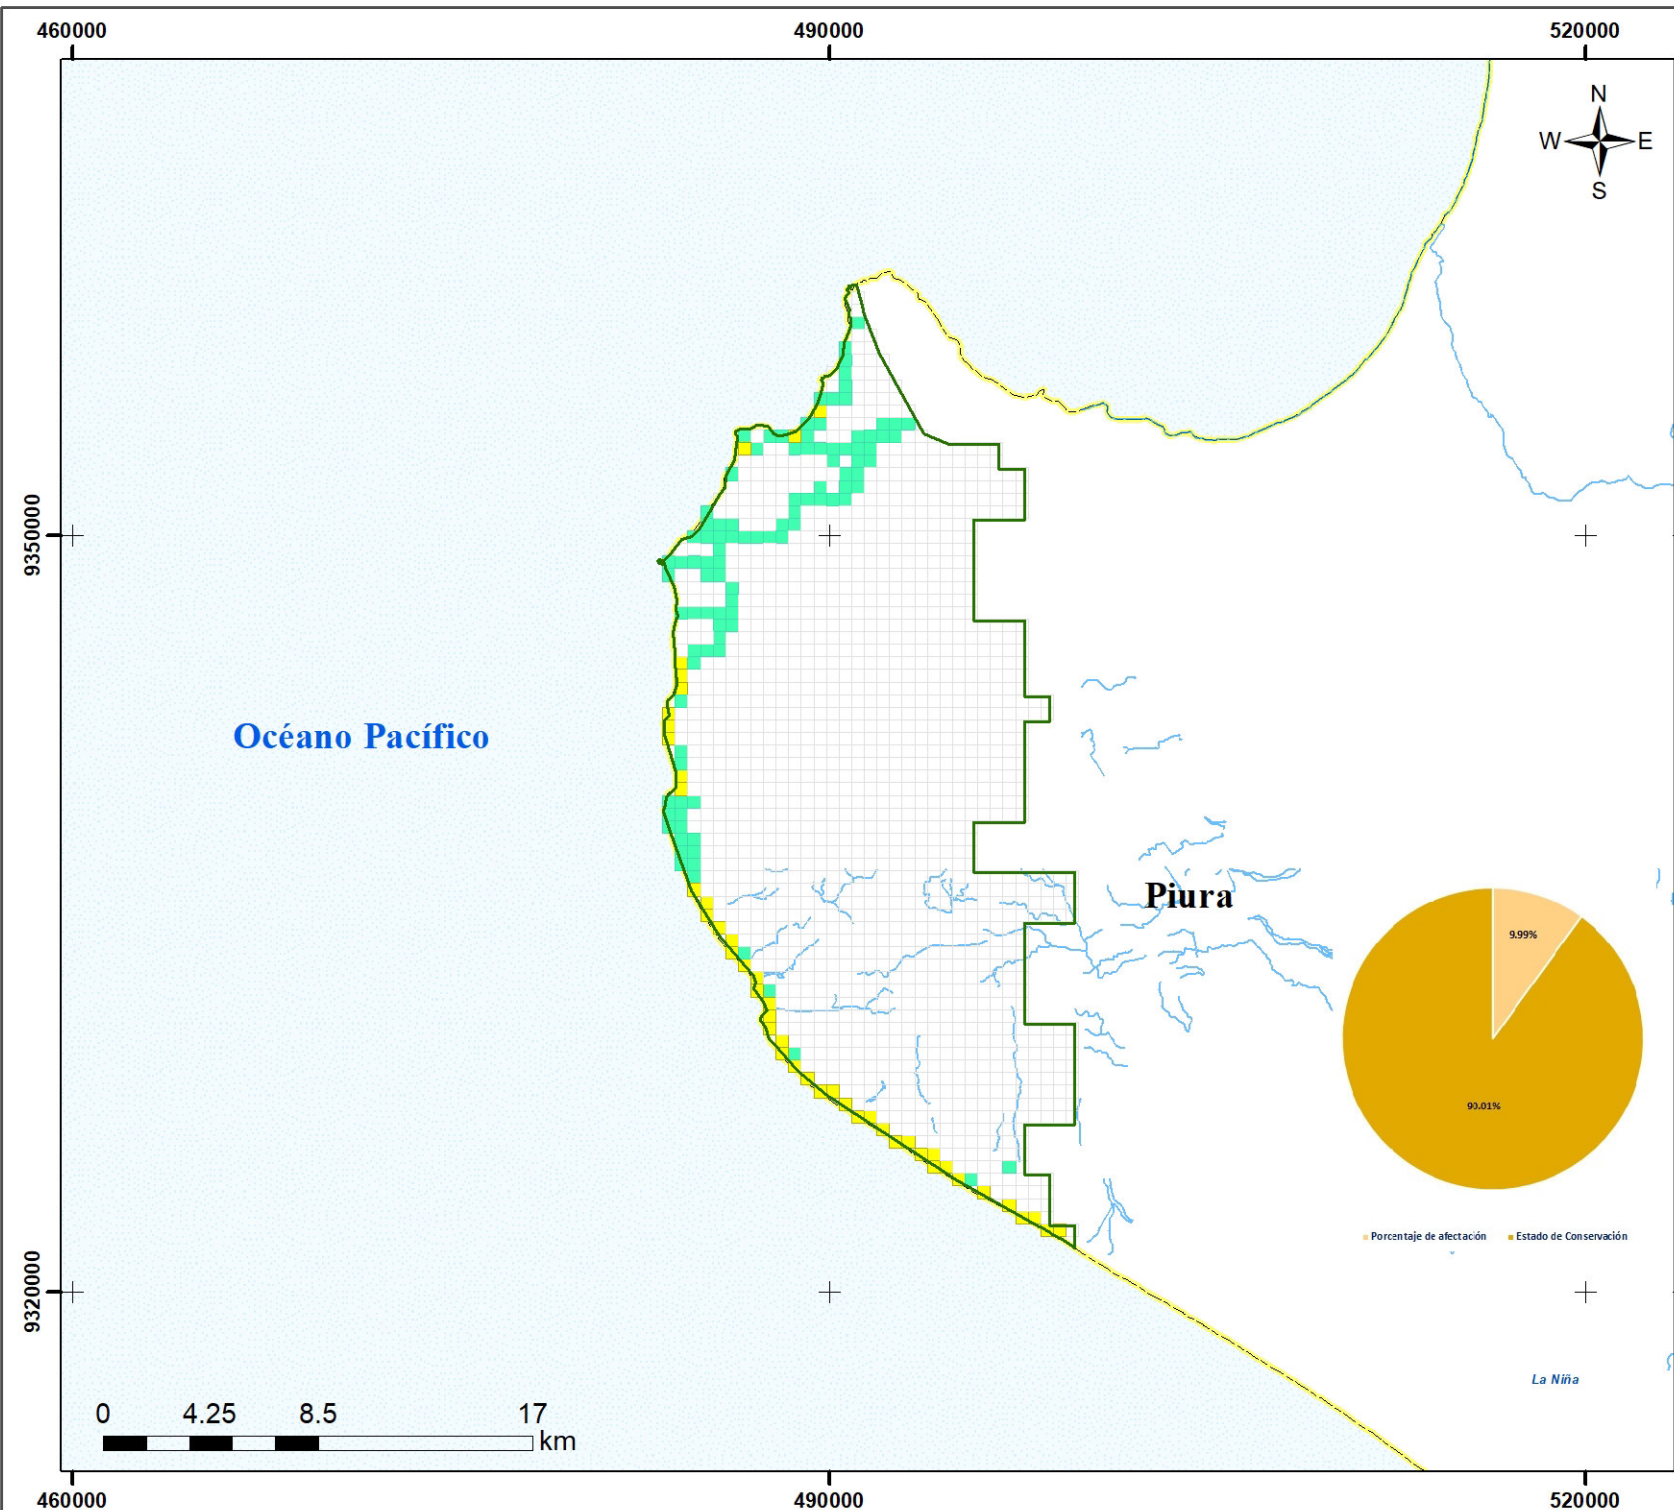 460000 490000 520000
N
W E
S
9350000
Océano Pacífico
Piura
9.99%
90.01%
Porcentaje de afectación Estado de Conservación
9320000
La Niña
0 4.25 8.5 17
km
460000 490000 520000